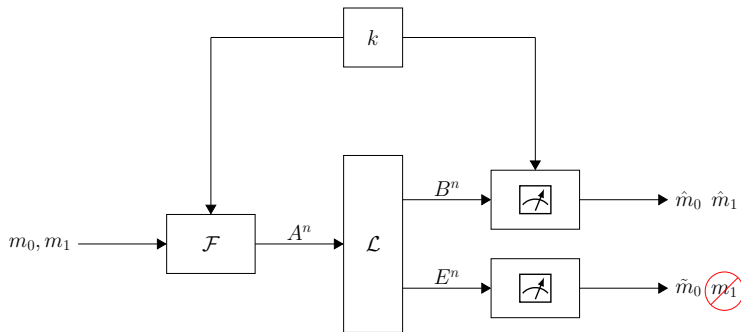 k
B^n
m̂_0 m̂_1
m_0, m_1
ℱ
A^n
ℒ
E^n
m̃_0 m_1